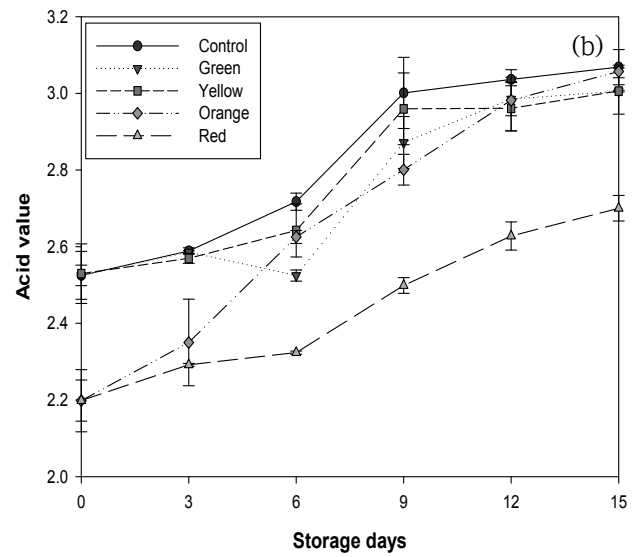 (b)
Control
Green
Yellow
Orange
Red
Acid value
3.2
3.0
2.8
2.6
2.4
2.2
2.0
0 3 6 9 12 15
Storage days